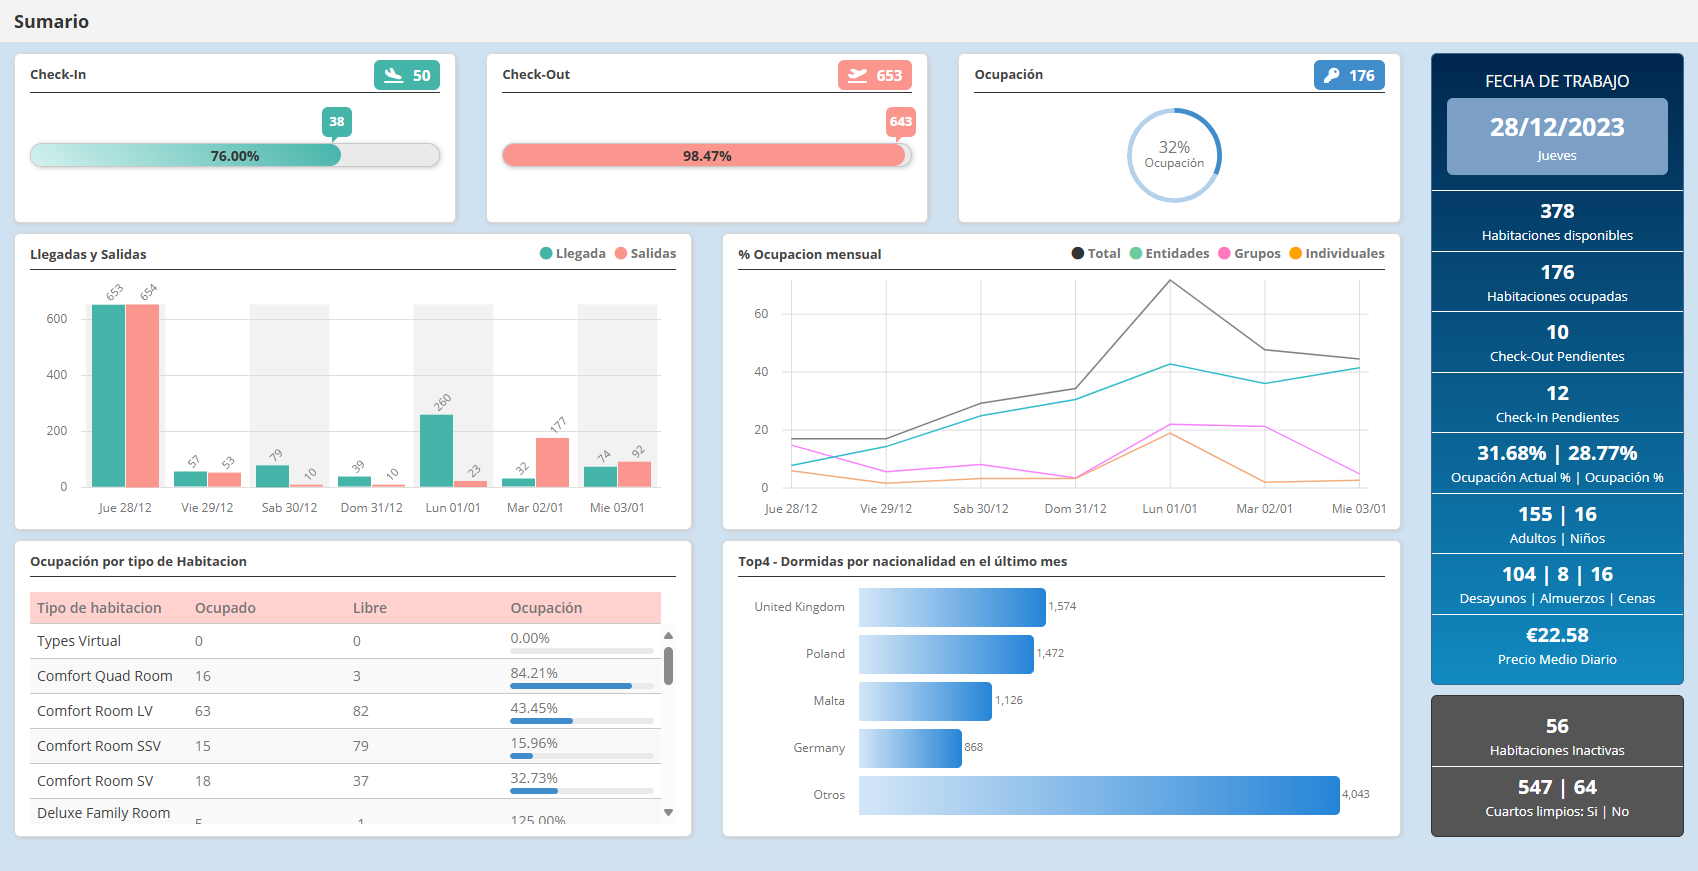 Sumario
Check-In
50
38
76.00%
Check-Out
653
643
98.47%
Ocupación
176
32%
Ocupación
Llegadas y Salidas
Llegada Salidas
600
400
200
0
653 654
57 53
79 10
39 10
260 23
32 177
74 92
Jue 28/12 Vie 29/12 Sab 30/12 Dom 31/12 Lun 01/01 Mar 02/01 Mie 03/01
% Ocupacion mensual
Total Entidades Grupos Individuales
60
40
20
0
Jue 28/12 Vie 29/12 Sab 30/12 Dom 31/12 Lun 01/01 Mar 02/01 Mie 03/01
Ocupación por tipo de Habitacion
Tipo de habitacion Ocupado Libre Ocupación
Types Virtual 0 0 0.00%
Comfort Quad Room 16 3 84.21%
Comfort Room LV 63 82 43.45%
Comfort Room SSV 15 79 15.96%
Comfort Room SV 18 37 32.73%
Deluxe Family Room 5 125.00%
Top4 - Dormidas por nacionalidad en el último mes
United Kingdom 1,574
Poland 1,472
Malta 1,126
Germany 868
Otros 4,043
FECHA DE TRABAJO
28/12/2023
Jueves
378
Habitaciones disponibles
176
Habitaciones ocupadas
10
Check-Out Pendientes
12
Check-In Pendientes
31.68% | 28.77%
Ocupación Actual % | Ocupación %
155 | 16
Adultos | Niños
104 | 8 | 16
Desayunos | Almuerzos | Cenas
€22.58
Precio Medio Diario
56
Habitaciones Inactivas
547 | 64
Cuartos limpios: Si | No